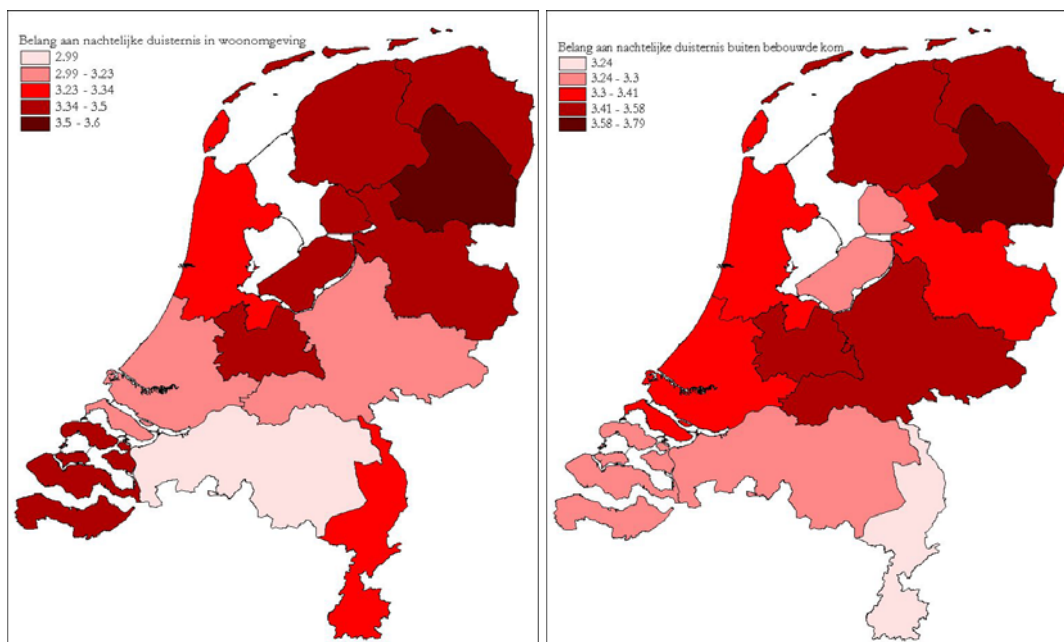 Belang aan nachtelijke duisternis in woonomgeving
2.99
2.99 - 3.23
3.23 - 3.34
3.34 - 3.5
3.5 - 3.6
Belang aan nachtelijke duisternis buiten bebouwde kom
3.24
3.24 - 3.3
3.3 - 3.41
3.41 - 3.58
3.58 - 3.79